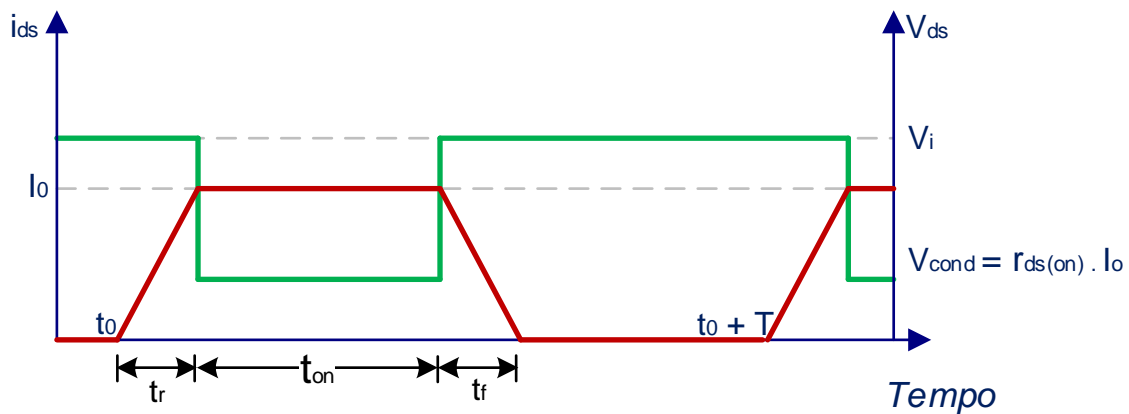 ids
Vds
Vi
I0
Vcond = rds(on) . Io
t0
t0 + T
tr
ton
tf
Tempo